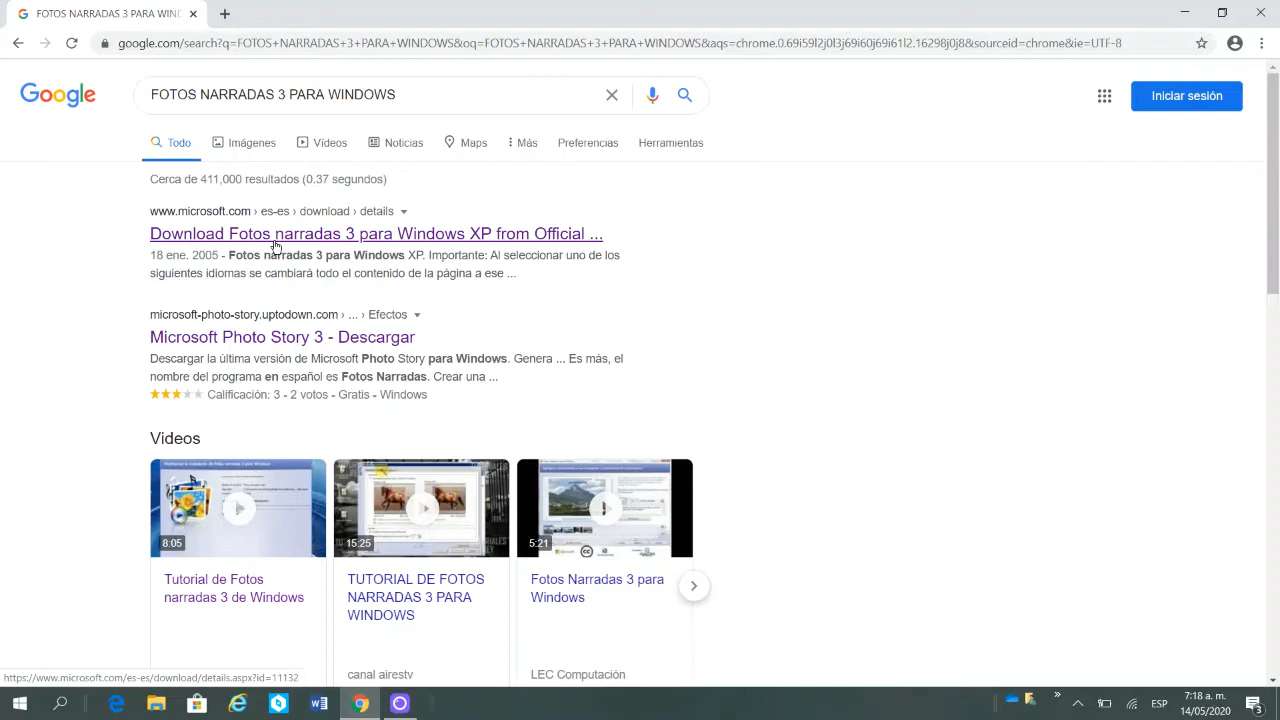 FOTOS NARRADAS 3 PARA WIND
google.com/search?q=FOTOS+NARRADAS+3+PARA+WINDOWS&oq=FOTOS+NARRADAS+3+PARA+WINDOWS&aqs=chrome.0.69i59l2j0l3j69i60j69i61l2.16298j0j8&sourceid=chrome&ie=UTF-8
Google
FOTOS NARRADAS 3 PARA WINDOWS
Iniciar sesión
Todo Imágenes Vídeos Noticias Maps Más Preferencias Herramientas
Cerca de 411,000 resultados (0.37 segundos)
www.microsoft.com › es-es › download › details
Download Fotos narradas 3 para Windows XP from Official ...
18 ene. 2005 - Fotos narradas 3 para Windows XP. Importante: Al seleccionar uno de los
siguientes idiomas se cambiará todo el contenido de la página a ese ...
microsoft-photo-story.uptodown.com › ... › Efectos
Microsoft Photo Story 3 - Descargar
Descargar la última versión de Microsoft Photo Story para Windows. Genera ... Es más, el
nombre del programa en español es Fotos Narradas. Crear una ...
Calificación: 3 - 2 votos - Gratis - Windows
Videos
8:05
15:25
5:21
Tutorial de Fotos
narradas 3 de Windows
TUTORIAL DE FOTOS
NARRADAS 3 PARA
WINDOWS
Fotos Narradas 3 para
Windows
canal airestv
LEC Computación
https://www.microsoft.com/es-es/download/details.aspx?id=11132
ESP
7:18 a. m.
14/05/2020
3